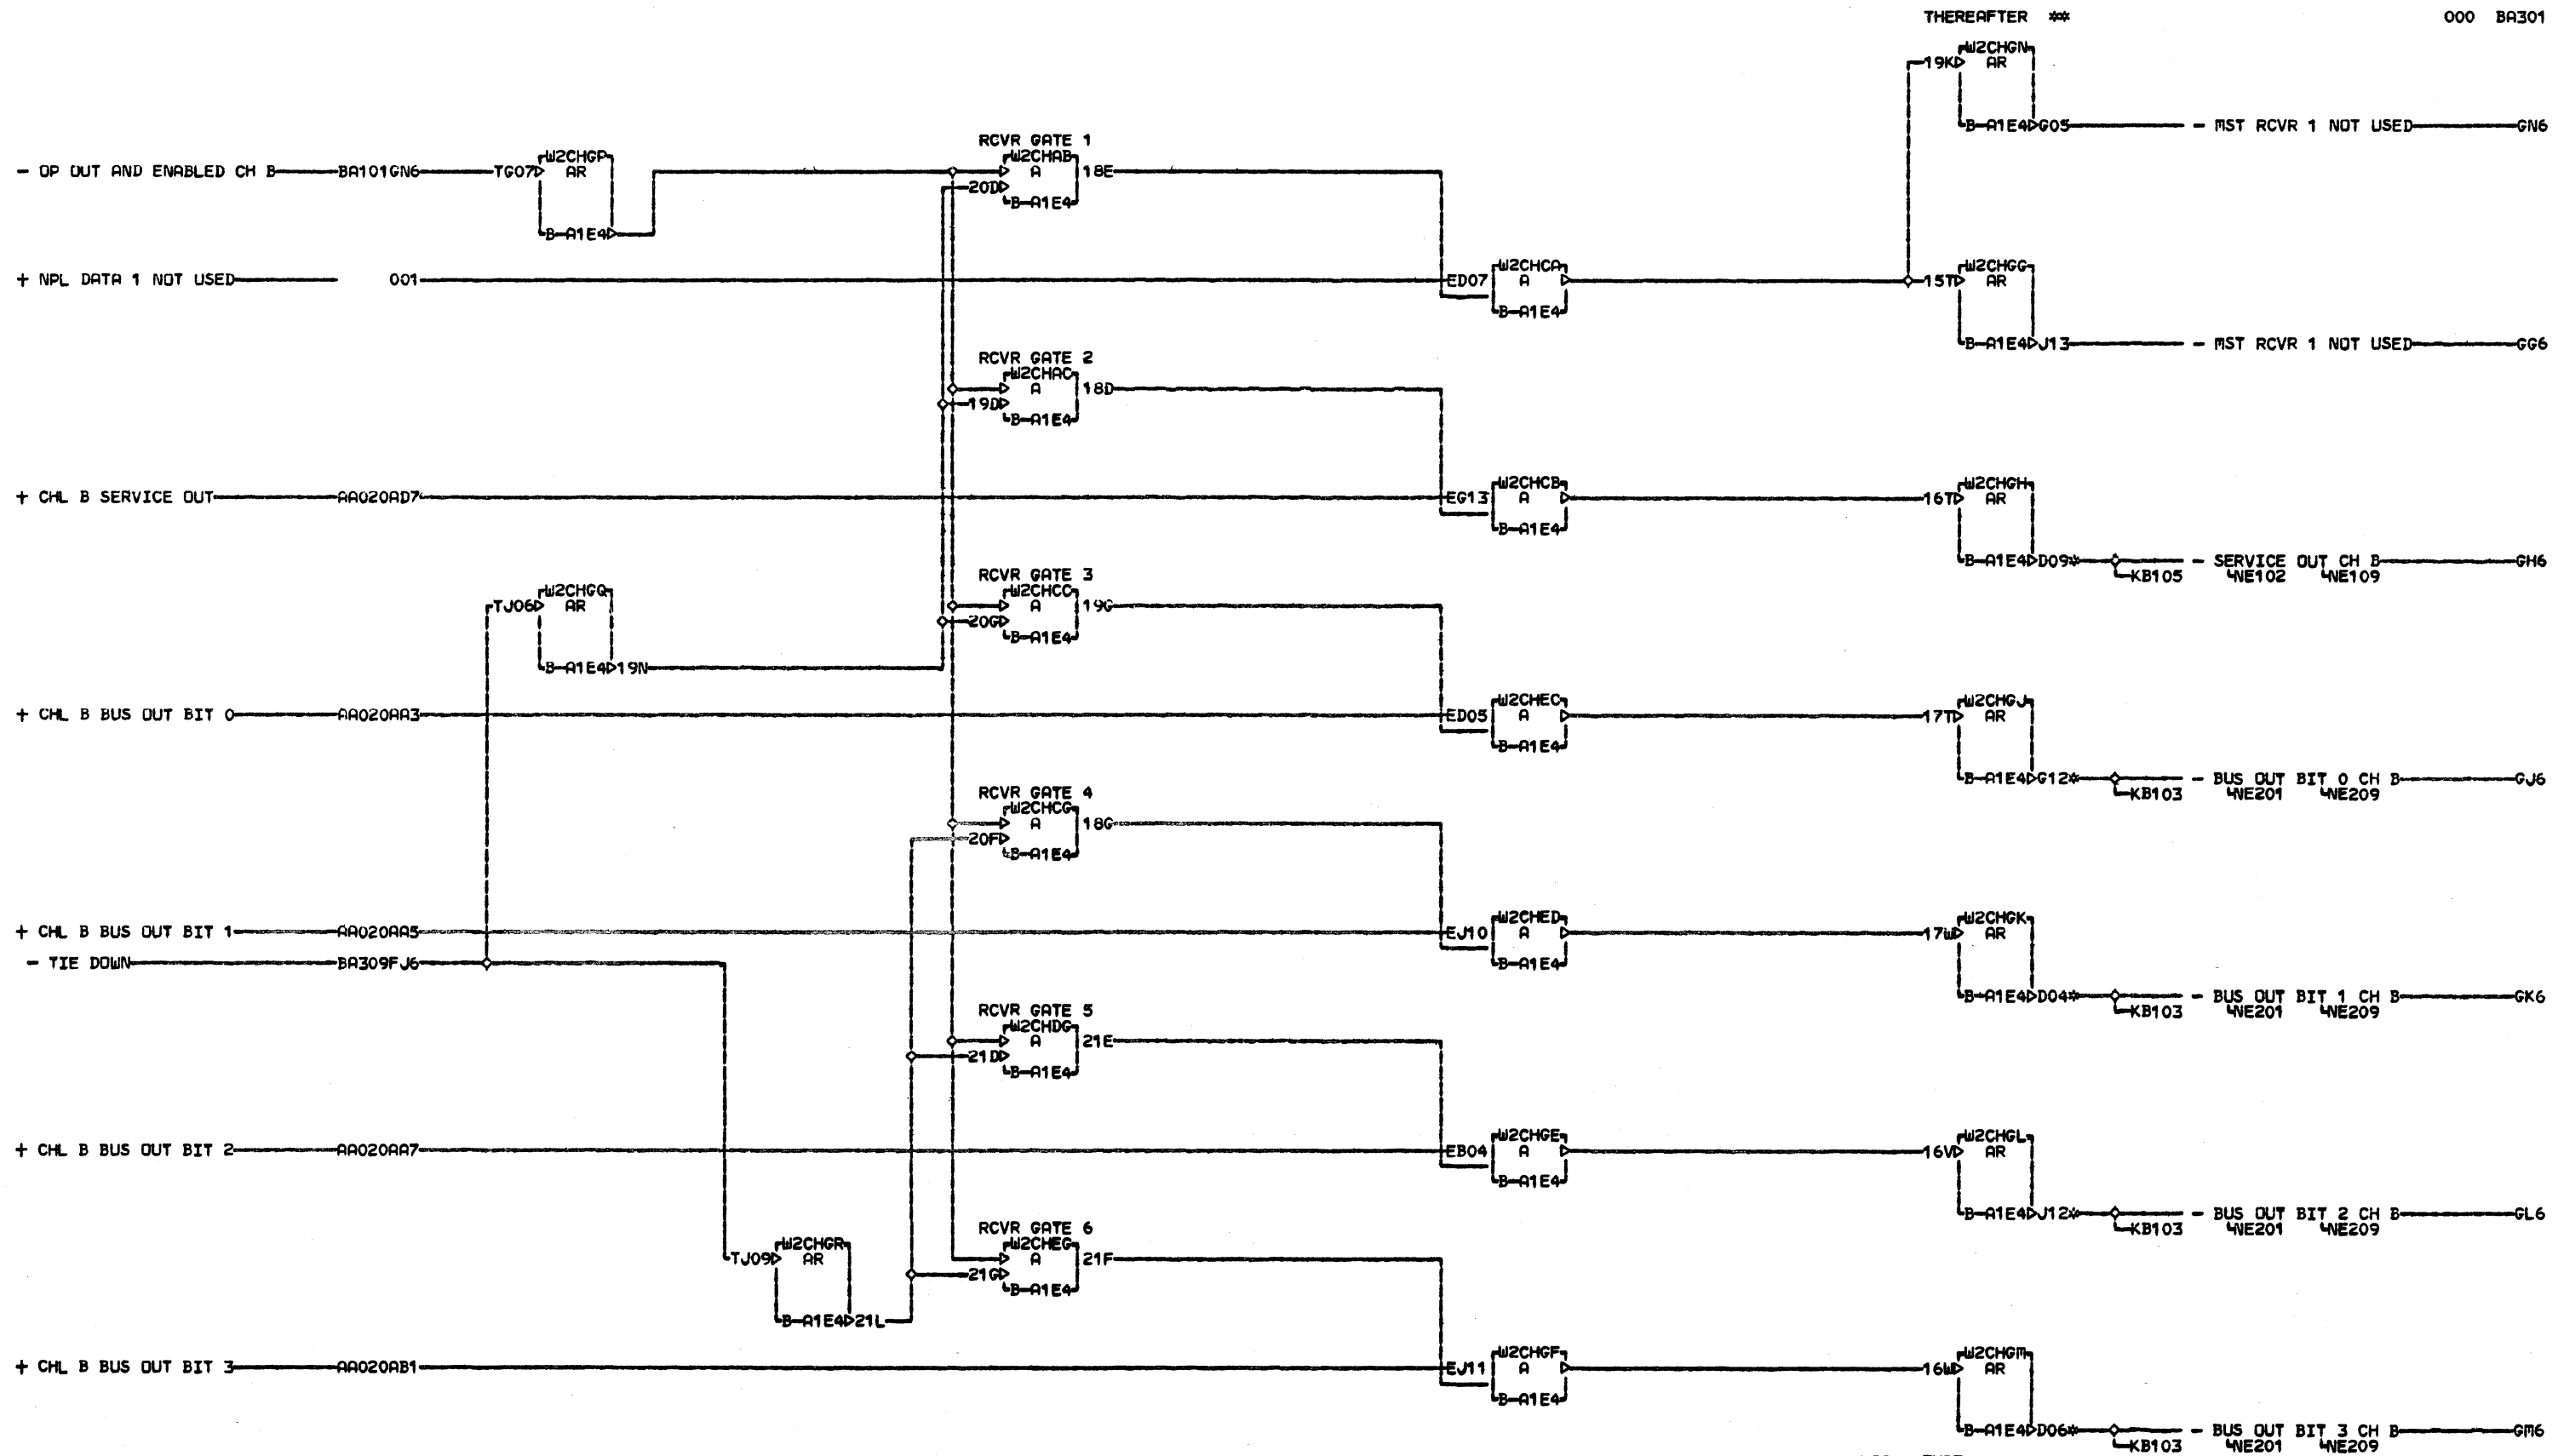 THEREAFTER ** 000 BA301
W2CHGN
19K AR
B-A1E4 G05 - MST RCVR 1 NOT USED GN6
RCVR GATE 1
- OP OUT AND ENABLED CH B BA101GN6 TG07 W2CHGP AR
B-A1E4
W2CHAB
A 18E
20D
B-A1E4
+ NPL DATA 1 NOT USED 001 ED07 W2CHCA A
B-A1E4
W2CHGG
15T AR
B-A1E4 J13 - MST RCVR 1 NOT USED GG6
RCVR GATE 2
W2CHAC
A 18D
19D
B-A1E4
+ CHL B SERVICE OUT AA020AD7 EG13 W2CHCB A
B-A1E4
W2CHGH
16T AR
B-A1E4 D09* - SERVICE OUT CH B GH6
KB105 NE102 NE109
RCVR GATE 3
W2CHGQ
TJ06 AR
B-A1E4 19N
W2CHCC
A 19G
20G
B-A1E4
+ CHL B BUS OUT BIT 0 AA020AA3 ED05 W2CHEC A
B-A1E4
W2CHGJ
17T AR
B-A1E4 G12* - BUS OUT BIT 0 CH B GJ6
KB103 NE201 NE209
RCVR GATE 4
W2CHCG
A 18G
20F
B-A1E4
+ CHL B BUS OUT BIT 1 AA020AA5 EJ10 W2CHED A
B-A1E4
- TIE DOWN BA309FJ6
W2CHGK
17W AR
B-A1E4 D04* - BUS OUT BIT 1 CH B GK6
KB103 NE201 NE209
RCVR GATE 5
W2CHDG
A 21E
21D
B-A1E4
+ CHL B BUS OUT BIT 2 AA020AA7 EB04 W2CHGE A
B-A1E4
W2CHGL
16V AR
B-A1E4 J12* - BUS OUT BIT 2 CH B GL6
KB103 NE201 NE209
RCVR GATE 6
W2CHGR
TJ09 AR
B-A1E4 21L
W2CHEG
A 21F
21G
B-A1E4
+ CHL B BUS OUT BIT 3 AA020AB1 EJ11 W2CHGF A
B-A1E4
W2CHGM
16W AR
B-A1E4 D06* - BUS OUT BIT 3 CH B GM6
KB103 NE201 NE209